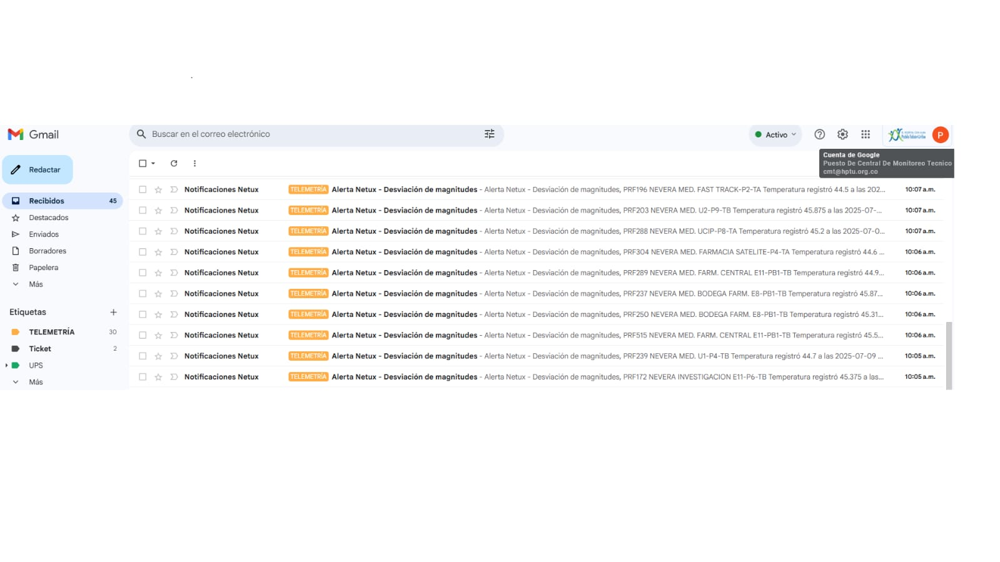 Gmail
Buscar en el correo electrónico
Activo
Pablo Tobón Uribe
P
Cuenta de Google
Puesto De Central De Monitoreo Tecnico
cmt@hptu.org.co
Redactar
Recibidos 45
Destacados
Enviados
Borradores
Papelera
Más
Etiquetas +
TELEMETRÍA 30
Ticket 2
UPS
Más
Notificaciones Netux TELEMETRÍA Alerta Netux - Desviación de magnitudes - Alerta Netux - Desviación de magnitudes, PRF196 NEVERA MED. FAST TRACK-P2-TA Temperatura registró 44.5 a las 202... 10:07 a.m.
Notificaciones Netux TELEMETRÍA Alerta Netux - Desviación de magnitudes - Alerta Netux - Desviación de magnitudes, PRF203 NEVERA MED. U2-P9-TB Temperatura registró 45.875 a las 2025-07-... 10:07 a.m.
Notificaciones Netux TELEMETRÍA Alerta Netux - Desviación de magnitudes - Alerta Netux - Desviación de magnitudes, PRF288 NEVERA MED. UCIP-P8-TA Temperatura registró 45.2 a las 2025-07-0... 10:07 a.m.
Notificaciones Netux TELEMETRÍA Alerta Netux - Desviación de magnitudes - Alerta Netux - Desviación de magnitudes, PRF304 NEVERA MED. FARMACIA SATELITE-P4-TA Temperatura registró 44.6 ... 10:06 a.m.
Notificaciones Netux TELEMETRÍA Alerta Netux - Desviación de magnitudes - Alerta Netux - Desviación de magnitudes, PRF289 NEVERA MED. FARM. CENTRAL E11-PB1-TB Temperatura registró 44.9... 10:06 a.m.
Notificaciones Netux TELEMETRÍA Alerta Netux - Desviación de magnitudes - Alerta Netux - Desviación de magnitudes, PRF237 NEVERA MED. BODEGA FARM. E8-PB1-TB Temperatura registró 45.87... 10:06 a.m.
Notificaciones Netux TELEMETRÍA Alerta Netux - Desviación de magnitudes - Alerta Netux - Desviación de magnitudes, PRF250 NEVERA MED. BODEGA FARM. E8-PB1-TB Temperatura registró 45.31... 10:06 a.m.
Notificaciones Netux TELEMETRÍA Alerta Netux - Desviación de magnitudes - Alerta Netux - Desviación de magnitudes, PRF515 NEVERA MED. FARM. CENTRAL E11-PB1-TB Temperatura registró 45.5... 10:06 a.m.
Notificaciones Netux TELEMETRÍA Alerta Netux - Desviación de magnitudes - Alerta Netux - Desviación de magnitudes, PRF239 NEVERA MED. U1-P4-TB Temperatura registró 44.7 a las 2025-07-09 ... 10:05 a.m.
Notificaciones Netux TELEMETRÍA Alerta Netux - Desviación de magnitudes - Alerta Netux - Desviación de magnitudes, PRF172 NEVERA INVESTIGACION E11-P6-TB Temperatura registró 45.375 a las... 10:05 a.m.